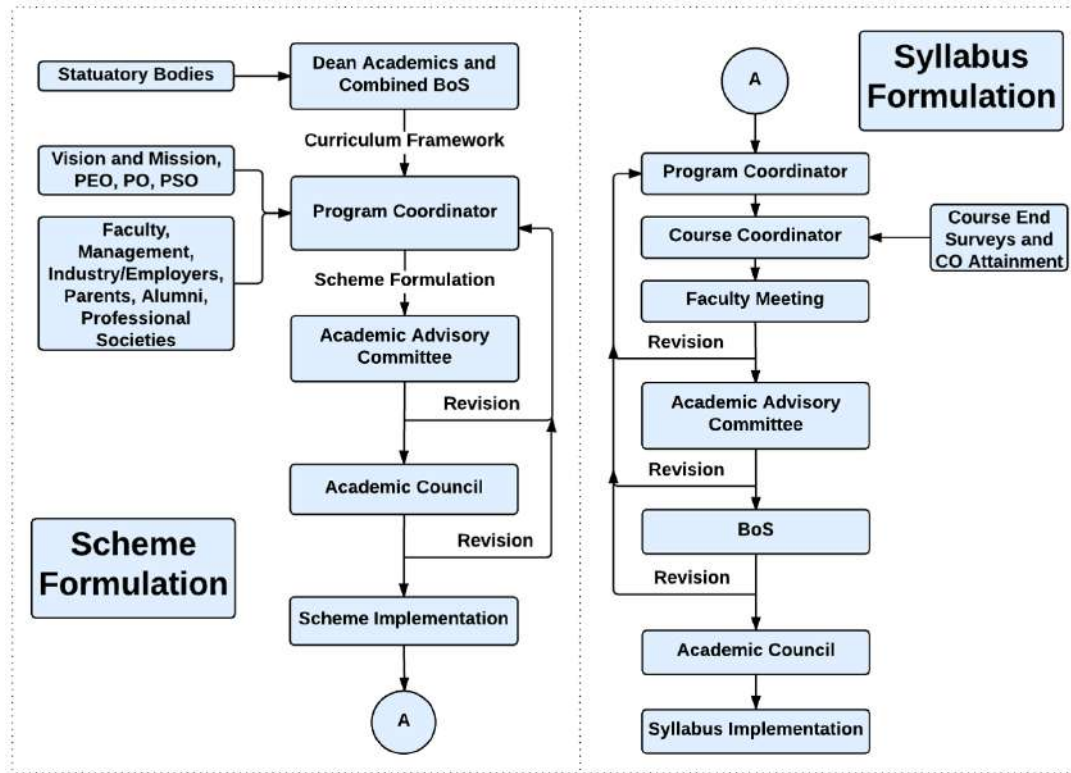 Statuatory Bodies
Dean Academics and
Combined BoS
Curriculum Framework
Vision and Mission,
PEO, PO, PSO
Program Coordinator
Faculty,
Management,
Industry/Employers,
Parents, Alumni,
Professional
Societies
Scheme Formulation
Academic Advisory
Committee
Revision
Academic Council
Revision
Scheme
Formulation
Scheme Implementation
A
A
Syllabus
Formulation
Program Coordinator
Course Coordinator
Course End
Surveys and
CO Attainment
Faculty Meeting
Revision
Academic Advisory
Committee
Revision
BoS
Revision
Academic Council
Syllabus Implementation